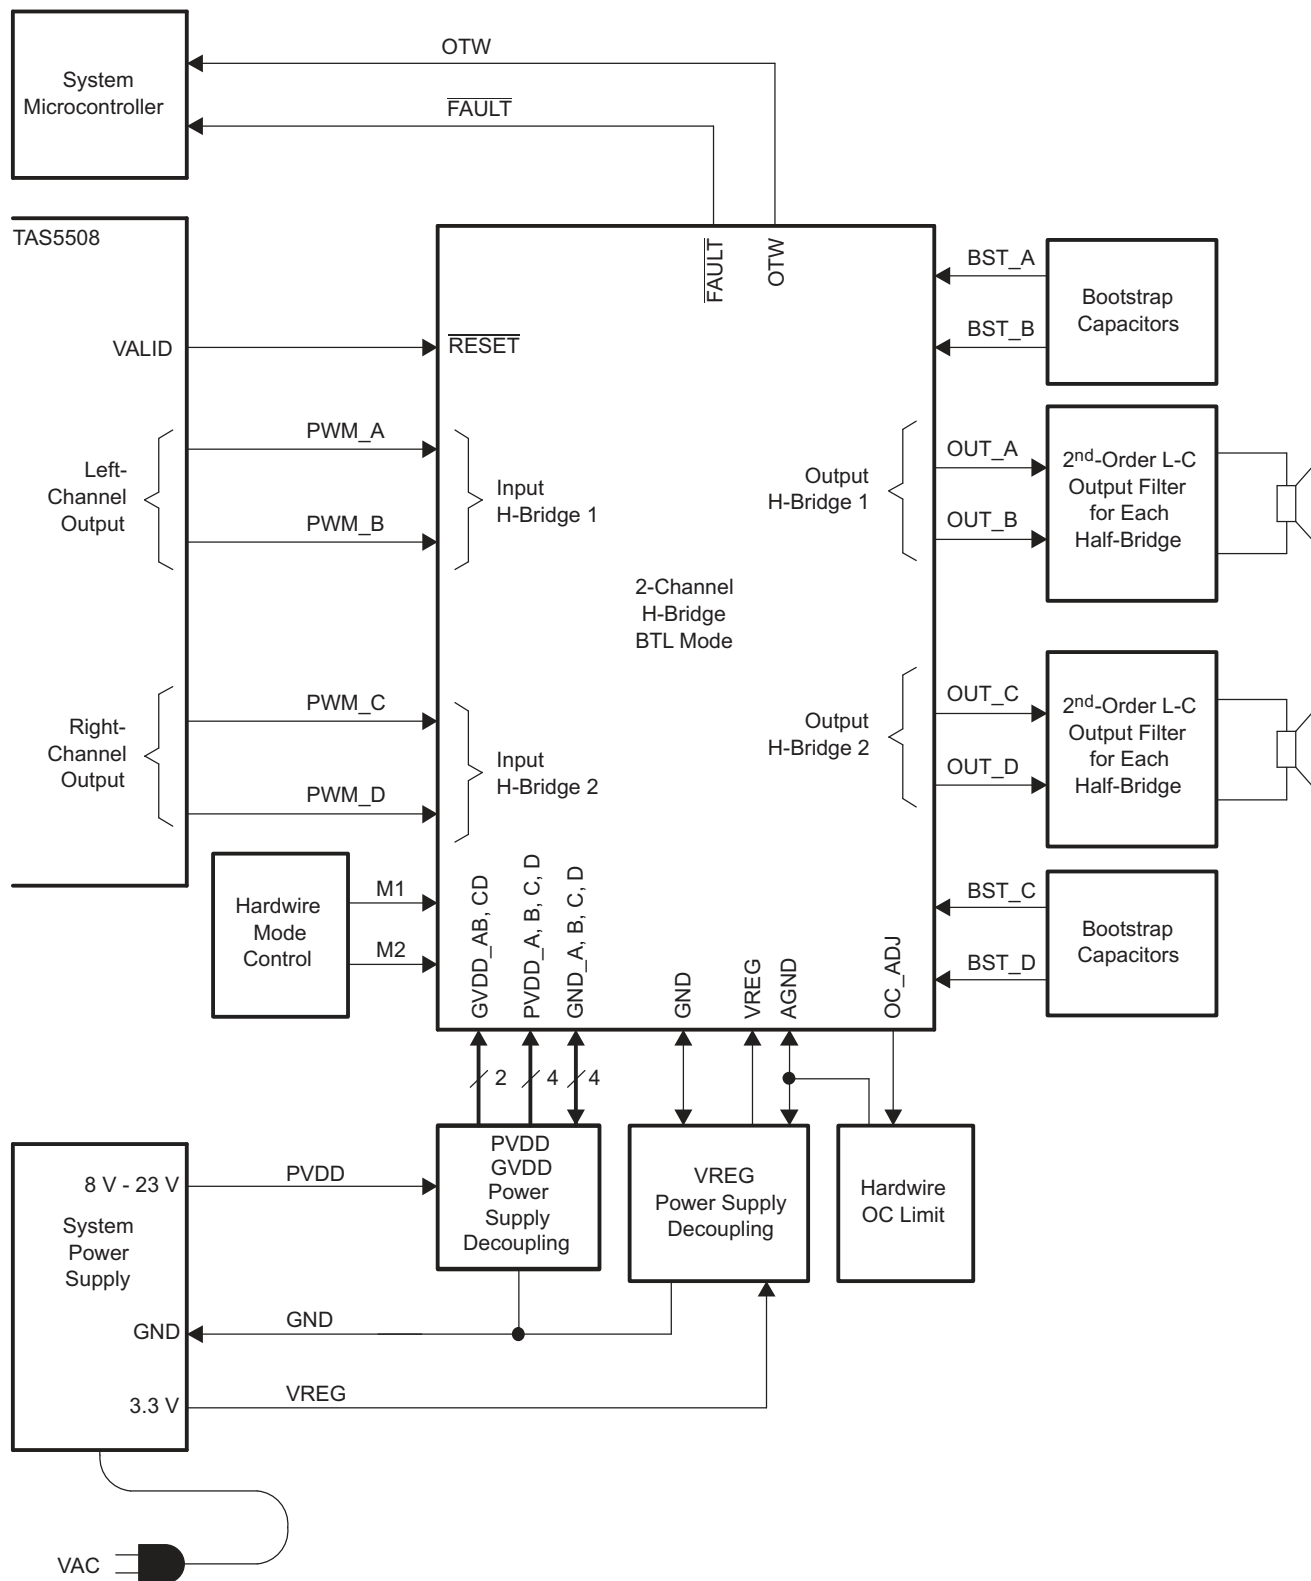 OTW
System
Microcontroller
FAULT
TAS5508
FAULT
OTW
BST_A
Bootstrap
Capacitors
BST_B
VALID
RESET
PWM_A
Left-
Channel
Output
Input
H-Bridge 1
PWM_B
Output
H-Bridge 1
OUT_A
OUT_B
2nd-Order L-C
Output Filter
for Each
Half-Bridge
2-Channel
H-Bridge
BTL Mode
PWM_C
Right-
Channel
Output
Input
H-Bridge 2
PWM_D
Output
H-Bridge 2
OUT_C
OUT_D
2nd-Order L-C
Output Filter
for Each
Half-Bridge
Hardwire
Mode
Control
M1
M2
GVDD_AB, CD
PVDD_A, B, C, D
GND_A, B, C, D
GND
VREG
AGND
OC_ADJ
BST_C
Bootstrap
Capacitors
BST_D
2
4
4
8 V - 23 V
PVDD
System
Power
Supply
PVDD
GVDD
Power
Supply
Decoupling
VREG
Power Supply
Decoupling
Hardwire
OC Limit
GND
GND
3.3 V
VREG
VAC